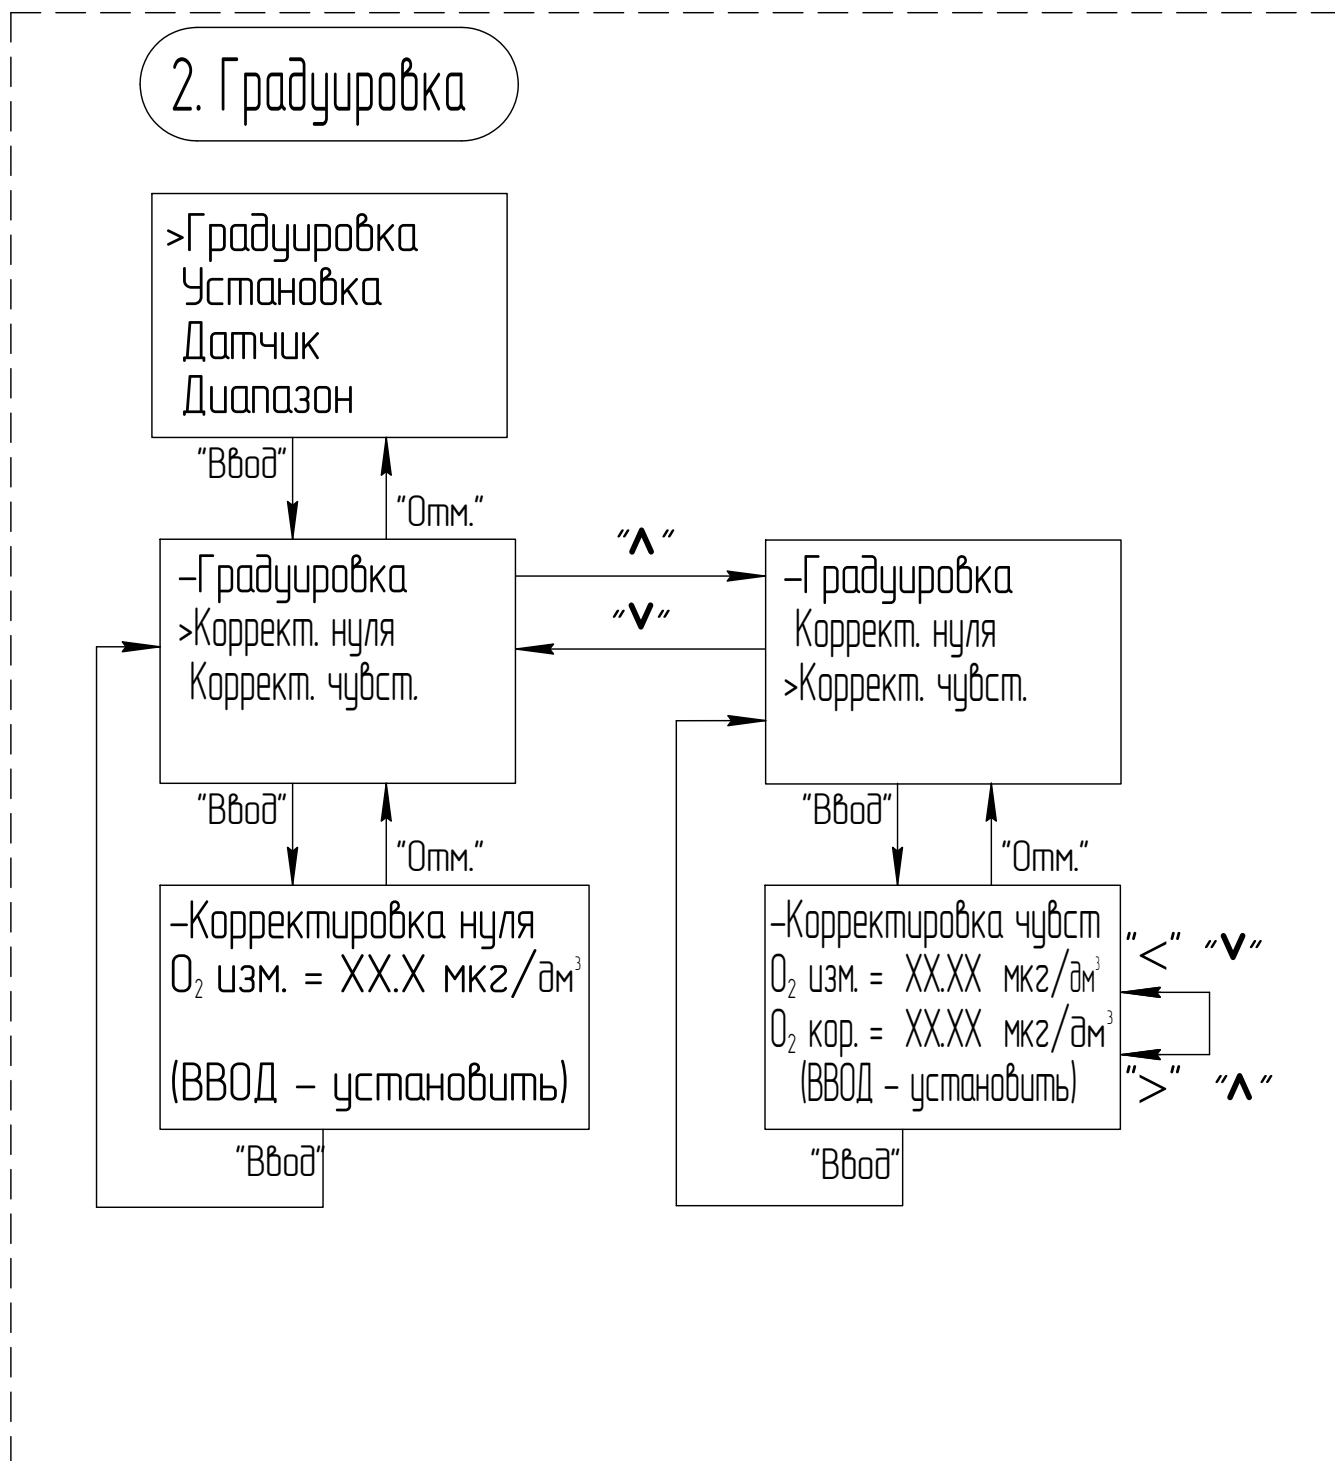 2. Градуировка
>Градуировка
Установка
Датчик
Диапазон
"Ввод"
"Отм."
–Градуировка
>Коррект. нуля
Коррект. чувст.
"Λ"
"V"
–Градуировка
Коррект. нуля
>Коррект. чувст.
"Ввод"
"Отм."
"Ввод"
"Отм."
–Корректировка нуля
O₂ изм. = XX.X мкг/дм³
(ВВОД – установить)
"Ввод"
–Корректировка чувст
O₂ изм. = XX.XX мкг/дм³
O₂ кор. = XX.XX мкг/дм³
(ВВОД – установить)
"<" "V"
">" "Λ"
"Ввод"